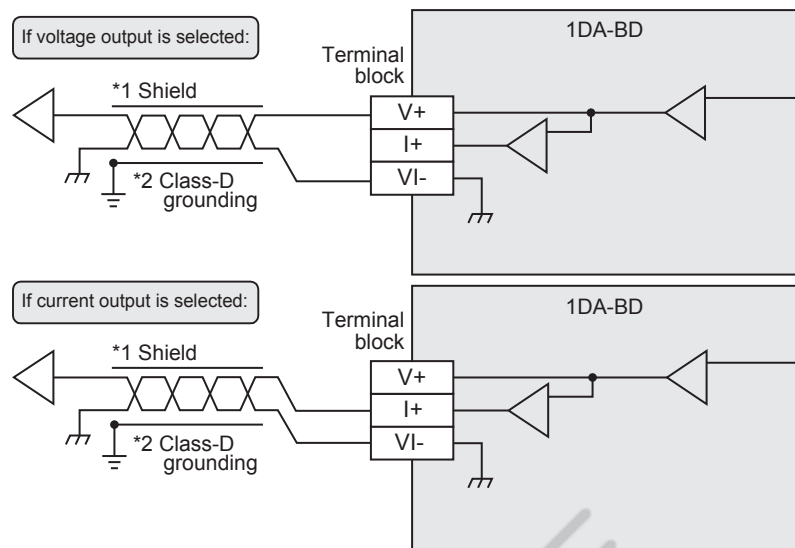 If voltage output is selected:
1DA-BD
Terminal
block
*1 Shield
V+
I+
VI-
*2 Class-D
grounding
If current output is selected:
1DA-BD
Terminal
block
*1 Shield
V+
I+
VI-
*2 Class-D
grounding